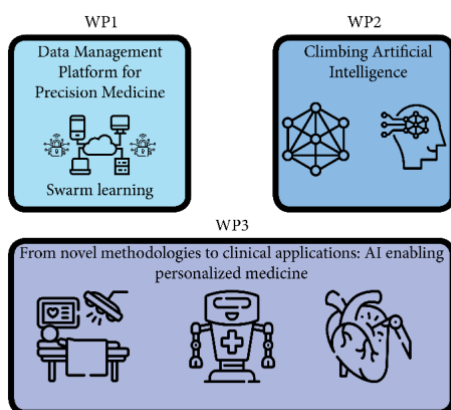 WP1
Data Management
Platform for
Precision Medicine
Swarm learning
WP2
Climbing Artificial
Intelligence
WP3
From novel methodologies to clinical applications: AI enabling
personalized medicine